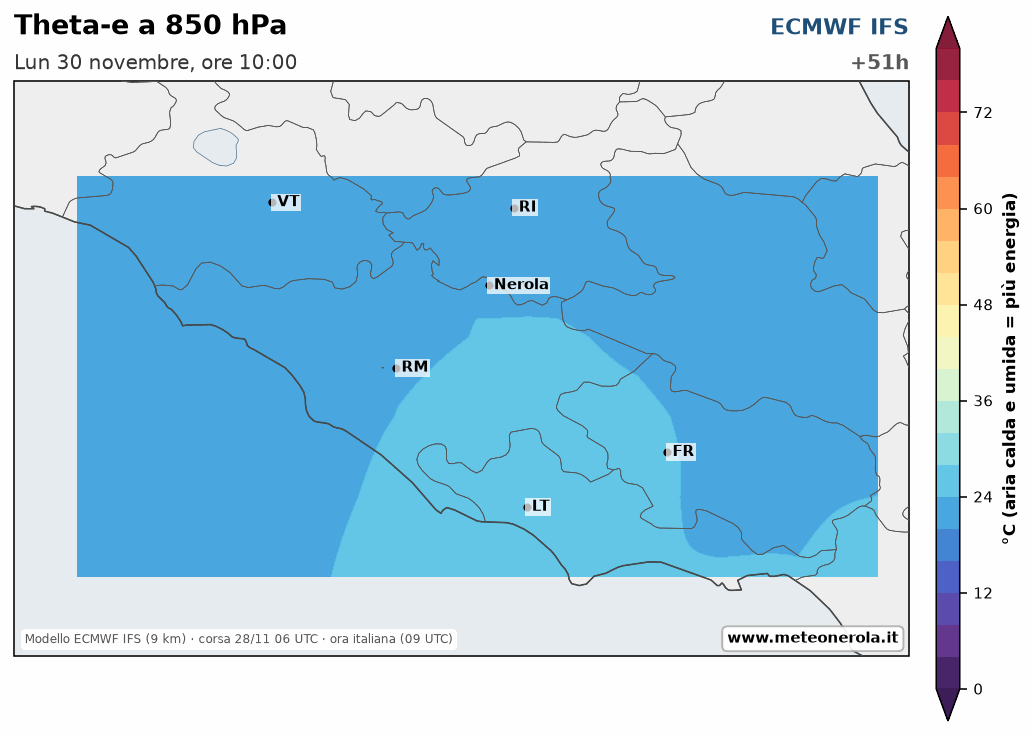 Theta-e a 850 hPa
ECMWF IFS
Lun 30 novembre, ore 10:00
+51h
VT
RI
Nerola
RM
FR
LT
Modello ECMWF IFS (9 km) · corsa 28/11 06 UTC · ora italiana (09 UTC)
www.meteonerola.it
72
60
48
36
24
12
0
°C (aria calda e umida = più energia)